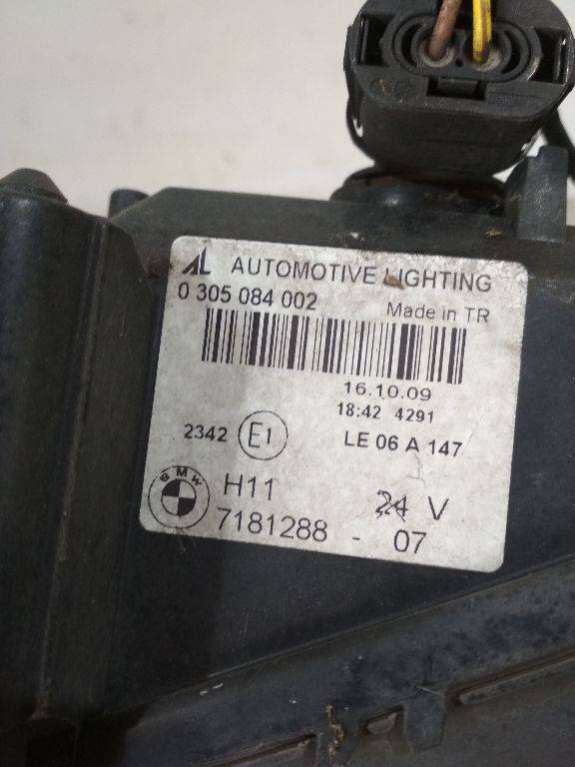 AL AUTOMOTIVE LIGHTING
0 305 084 002 Made in TR
16.10.09
18:42 4291
2342 E1 LE 06 A 147
BMW H11 24 V
7181288 - 07